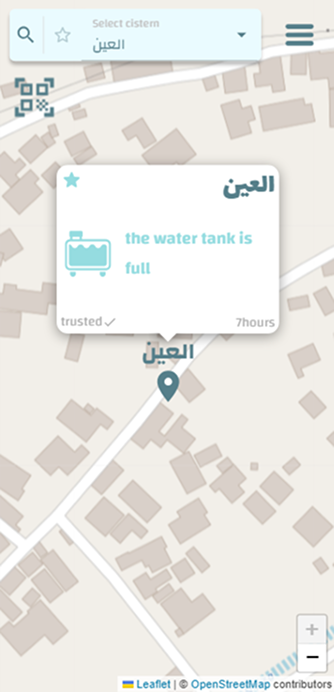 Select cistem
العين
العين
the water tank is
full
trusted
7hours
العين
+
−
Leaflet | © OpenStreetMap contributors